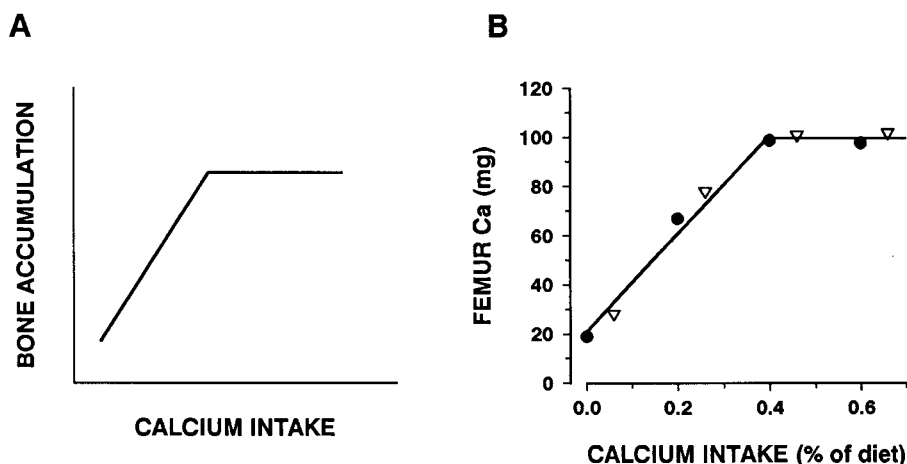 A
BONE ACCUMULATION
CALCIUM INTAKE
B
FEMUR Ca (mg)
120
100
80
60
40
20
0
0.0 0.2 0.4 0.6
CALCIUM INTAKE (% of diet)